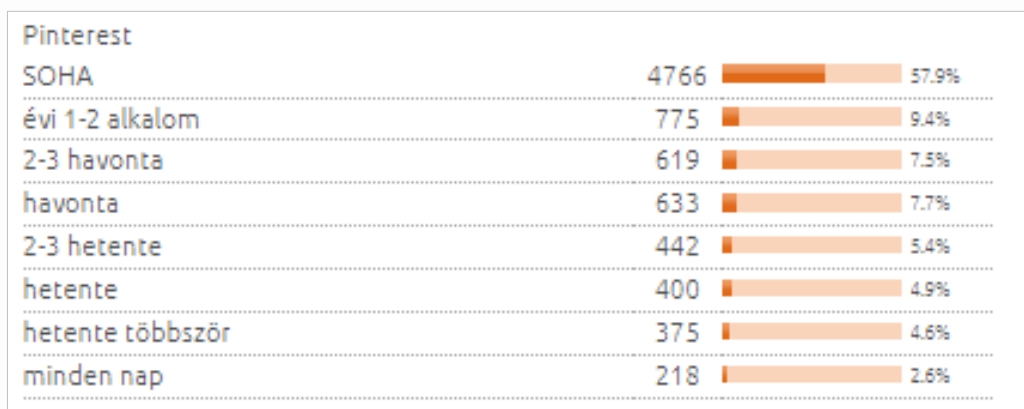 Pinterest
SOHA 4766 57.9%
évi 1-2 alkalom 775 9.4%
2-3 havonta 619 7.5%
havonta 633 7.7%
2-3 hetente 442 5.4%
hetente 400 4.9%
hetente többször 375 4.6%
minden nap 218 2.6%